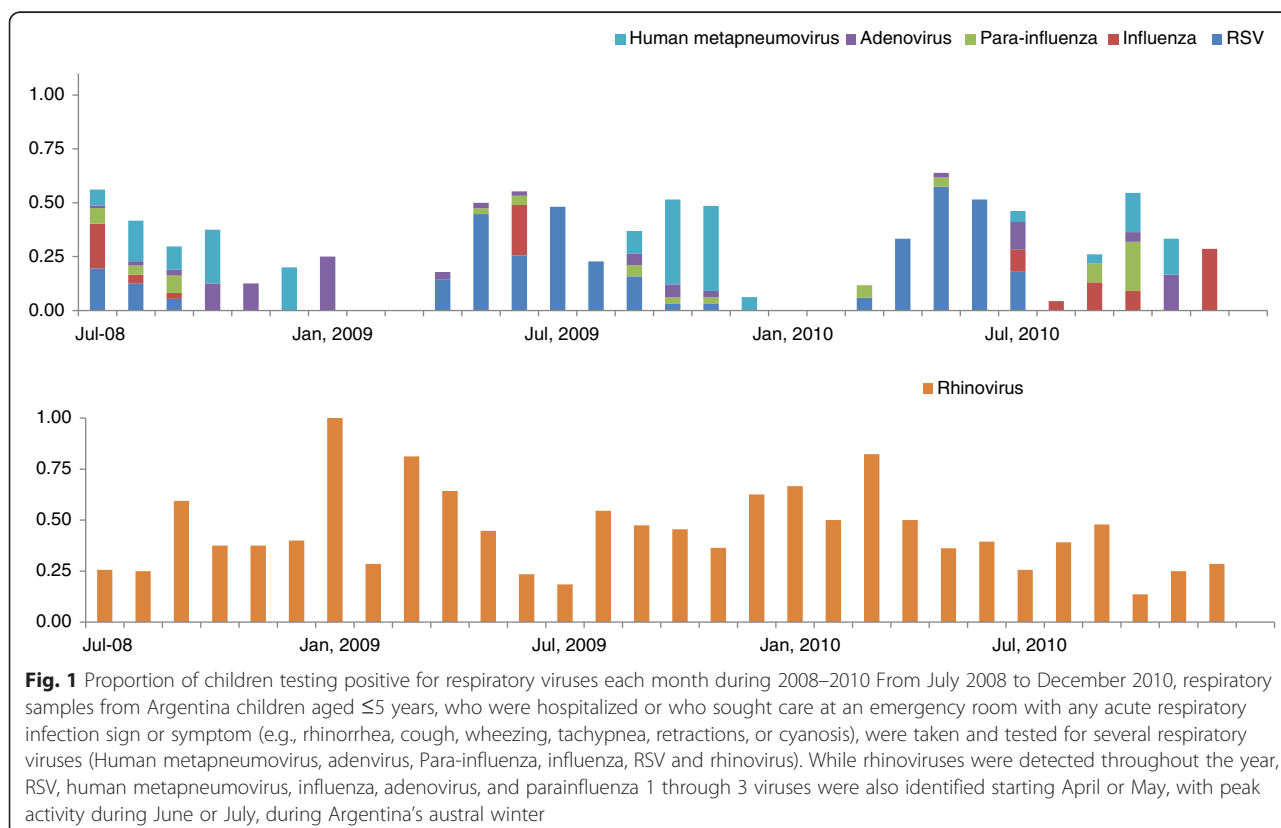 Human metapneumovirus Adenovirus Para-influenza Influenza RSV
1.00
0.75
0.50
0.25
0.00
Jul-08 Jan, 2009 Jul, 2009 Jan, 2010 Jul, 2010
Rhinovirus
1.00
0.75
0.50
0.25
0.00
Jul-08 Jan, 2009 Jul, 2009 Jan, 2010 Jul, 2010
Fig. 1 Proportion of children testing positive for respiratory viruses each month during 2008–2010 From July 2008 to December 2010, respiratory
samples from Argentina children aged ≤5 years, who were hospitalized or who sought care at an emergency room with any acute respiratory
infection sign or symptom (e.g., rhinorrhea, cough, wheezing, tachypnea, retractions, or cyanosis), were taken and tested for several respiratory
viruses (Human metapneumovirus, adenvirus, Para-influenza, influenza, RSV and rhinovirus). While rhinoviruses were detected throughout the year,
RSV, human metapneumovirus, influenza, adenovirus, and parainfluenza 1 through 3 viruses were also identified starting April or May, with peak
activity during June or July, during Argentina's austral winter